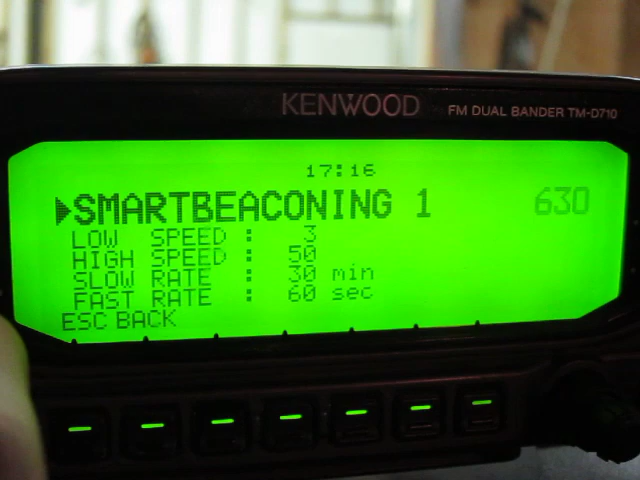 KENWOOD FM DUAL BANDER TM-D710
17:16
SMARTBEACONING 1 630
LOW SPEED : 3
HIGH SPEED : 50
SLOW RATE : 30 min
FAST RATE : 60 sec
ESC BACK